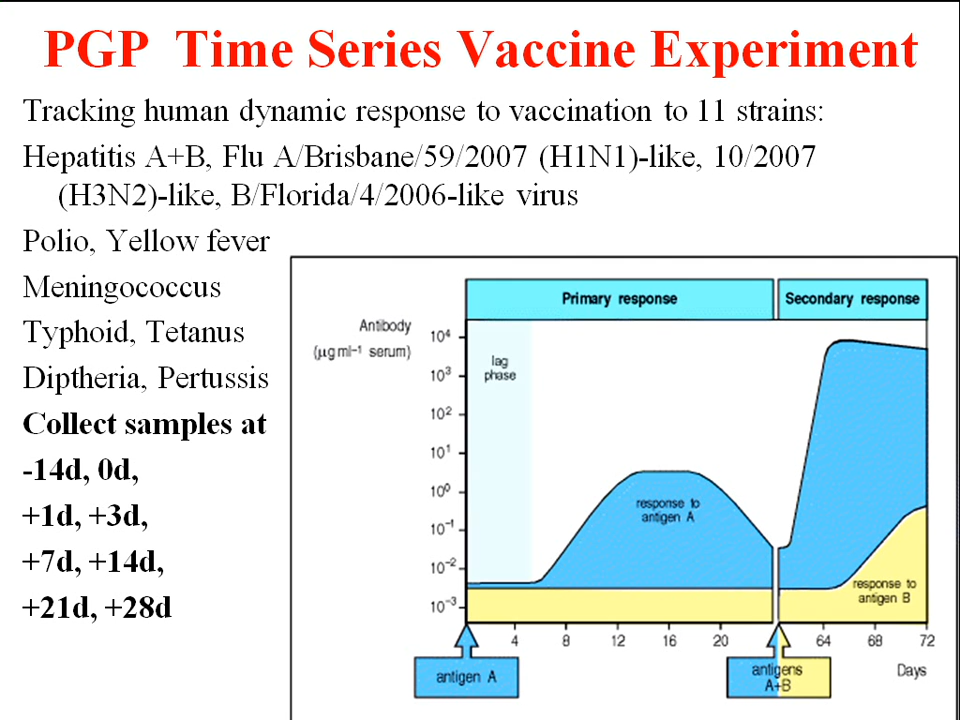 PGP Time Series Vaccine Experiment
Tracking human dynamic response to vaccination to 11 strains:
Hepatitis A+B, Flu A/Brisbane/59/2007 (H1N1)-like, 10/2007
(H3N2)-like, B/Florida/4/2006-like virus
Polio, Yellow fever
Meningococcus
Typhoid, Tetanus
Diptheria, Pertussis
Collect samples at
-14d, 0d,
+1d, +3d,
+7d, +14d,
+21d, +28d
Primary response
Secondary response
Antibody
(μg ml⁻¹ serum)
10⁴
10³
10²
10¹
10⁰
10⁻¹
10⁻²
10⁻³
lag
phase
response to
antigen A
response to
antigen B
4 8 12 16 20 64 68 72
Days
antigen A
antigens
A+B